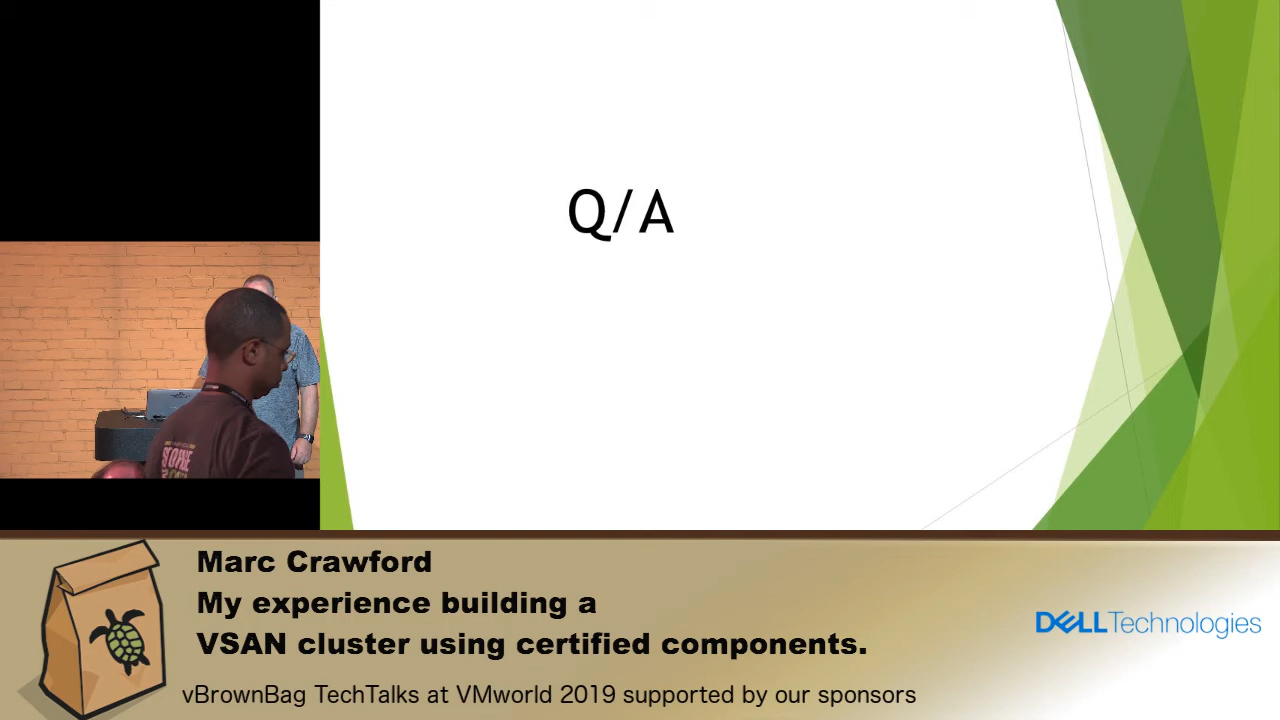 Q/A
Marc Crawford
My experience building a
VSAN cluster using certified components.
DELL Technologies
vBrownBag TechTalks at VMworld 2019 supported by our sponsors